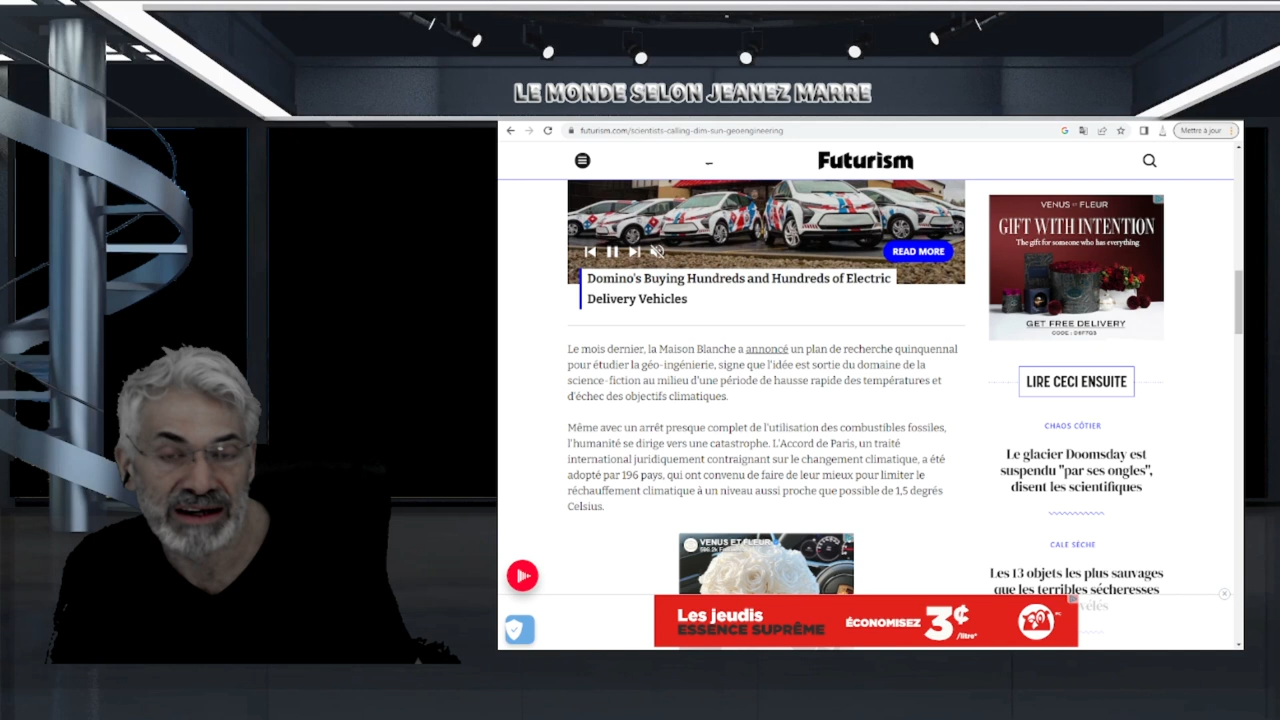 LE MONDE SELON JEANEZ MARRE
futurism.com/scientists-calling-dim-sun-geoengineering
Mettre à jour
Futurism
READ MORE
Domino's Buying Hundreds and Hundreds of Electric
Delivery Vehicles
Le mois dernier, la Maison Blanche a annoncé un plan de recherche quinquennal
pour étudier la géo-ingénierie, signe que l'idée est sortie du domaine de la
science-fiction au milieu d'une période de hausse rapide des températures et
d'échec des objectifs climatiques.
Même avec un arrêt presque complet de l'utilisation des combustibles fossiles,
l'humanité se dirige vers une catastrophe. L'Accord de Paris, un traité
international juridiquement contraignant sur le changement climatique, a été
adopté par 196 pays, qui ont convenu de faire de leur mieux pour limiter le
réchauffement climatique à un niveau aussi proche que possible de 1,5 degrés
Celsius.
VENUS ET FLEUR
VENUS ET FLEUR
GIFT WITH INTENTION
The gift for someone who has everything
GET FREE DELIVERY
LIRE CECI ENSUITE
CHAOS CÔTIER
Le glacier Doomsday est
suspendu "par ses ongles",
disent les scientifiques
CALE SÈCHE
Les 13 objets les plus sauvages
que les terribles sécheresses
Les jeudis
ESSENCE SUPRÊME
ÉCONOMISEZ
3¢
/litre*